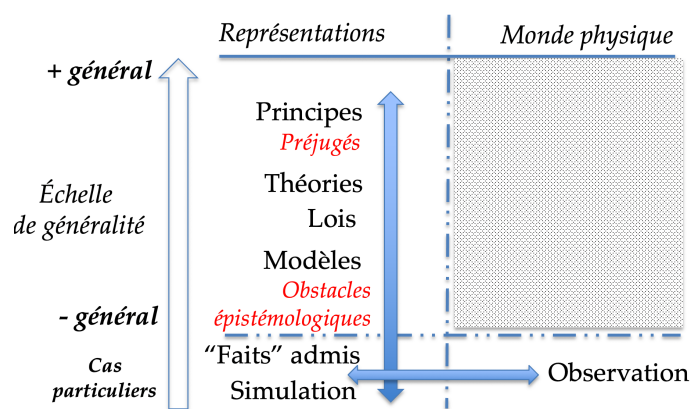 Représentations
Monde physique
+ général
Principes
Préjugés
Échelle
de généralité
Théories
Lois
Modèles
Obstacles
épistémologiques
- général
Cas
particuliers
“Faits” admis
Simulation
Observation